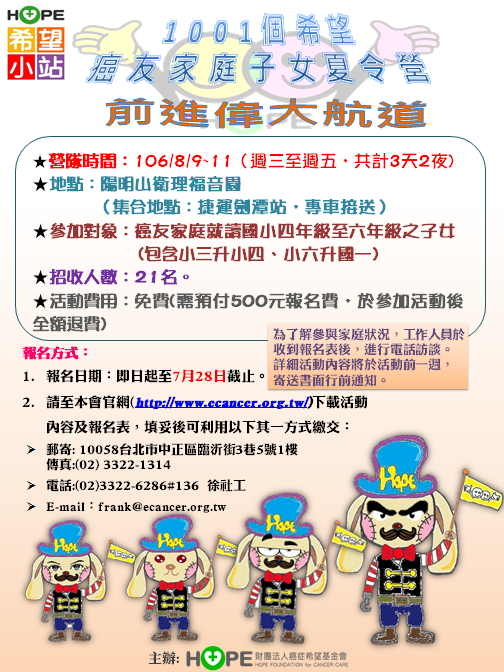 HOPE
希望
小站
1001個希望
癌友家庭子女夏令營
HOPE
前進偉大航道
★營隊時間：106/8/9~11（週三至週五，共計3天2夜）
★地點：陽明山衛理福音園
（集合地點：捷運劍潭站，專車接送）
★參加對象：癌友家庭就讀國小四年級至六年級之子女
(包含小三升小四、小六升國一)
★招收人數：21名。
★活動費用：免費(需預付500元報名費，於參加活動後
全額退費)
為了解參與家庭狀況，工作人員於
收到報名表後，進行電話訪談。
詳細活動內容將於活動前一週，
寄送書面行前通知。
報名方式：
1. 報名日期：即日起至7月28日截止。
2. 請至本會官網(http://www.ecancer.org.tw/)下載活動
內容及報名表，填妥後可利用以下其一方式繳交：
➢ 郵寄: 10058台北市中正區臨沂街3巷5號1樓
傳真:(02) 3322-1314
➢ 電話:(02)3322-6286#136 徐社工
➢ E-mail：frank@ecancer.org.tw
HOPE
HOPE
HOPE
HOPE
主辦: HOPE 財團法人癌症希望基金會
HOPE FOUNDATION for CANCER CARE